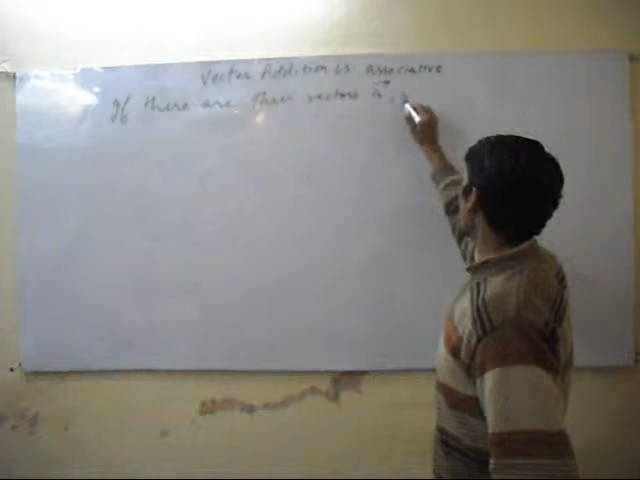 Vector Addition is associative
If there are three vectors a⃗,